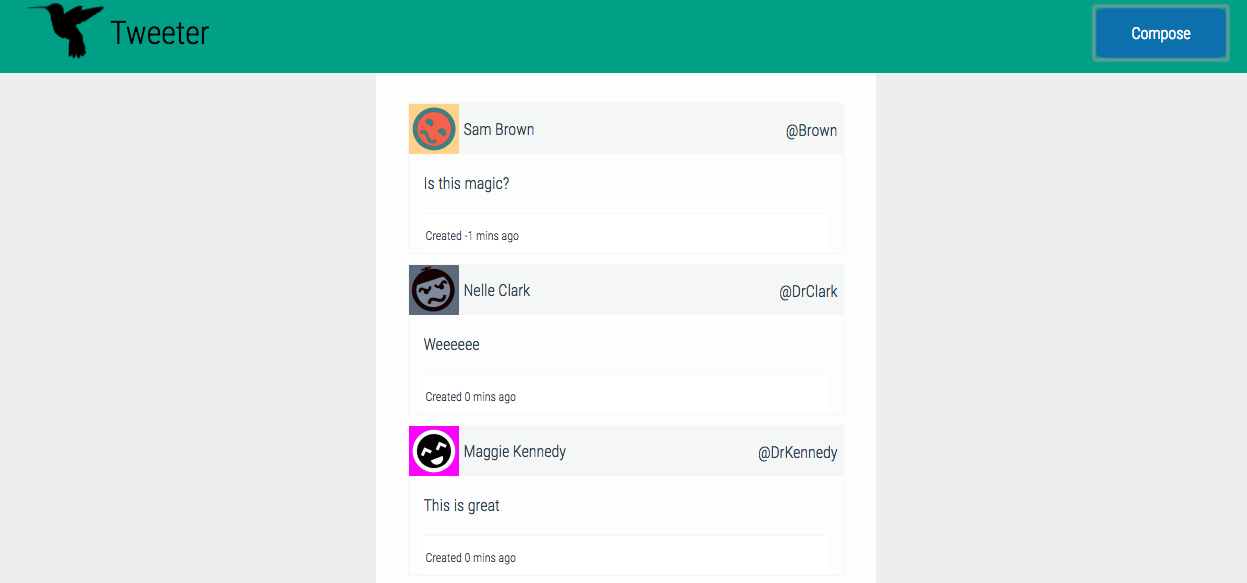 Tweeter
Compose
Sam Brown @Brown
Is this magic?
Created -1 mins ago
Nelle Clark @DrClark
Weeeeee
Created 0 mins ago
Maggie Kennedy @DrKennedy
This is great
Created 0 mins ago